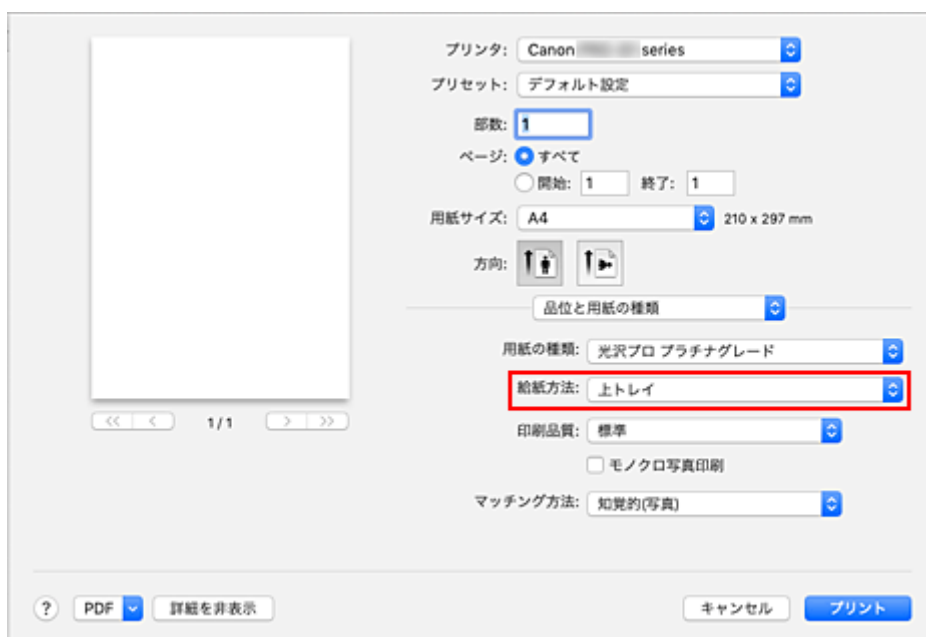 プリンタ: Canon series
プリセット: デフォルト設定
部数: 1
ページ: すべて
開始: 1 終了: 1
用紙サイズ: A4 210 x 297 mm
方向:
品位と用紙の種類
用紙の種類: 光沢プロ プラチナグレード
給紙方法: 上トレイ
<< < 1 / 1 > >>
印刷品質: 標準
モノクロ写真印刷
マッチング方法: 知覚的(写真)
? PDF 詳細を非表示 キャンセル プリント